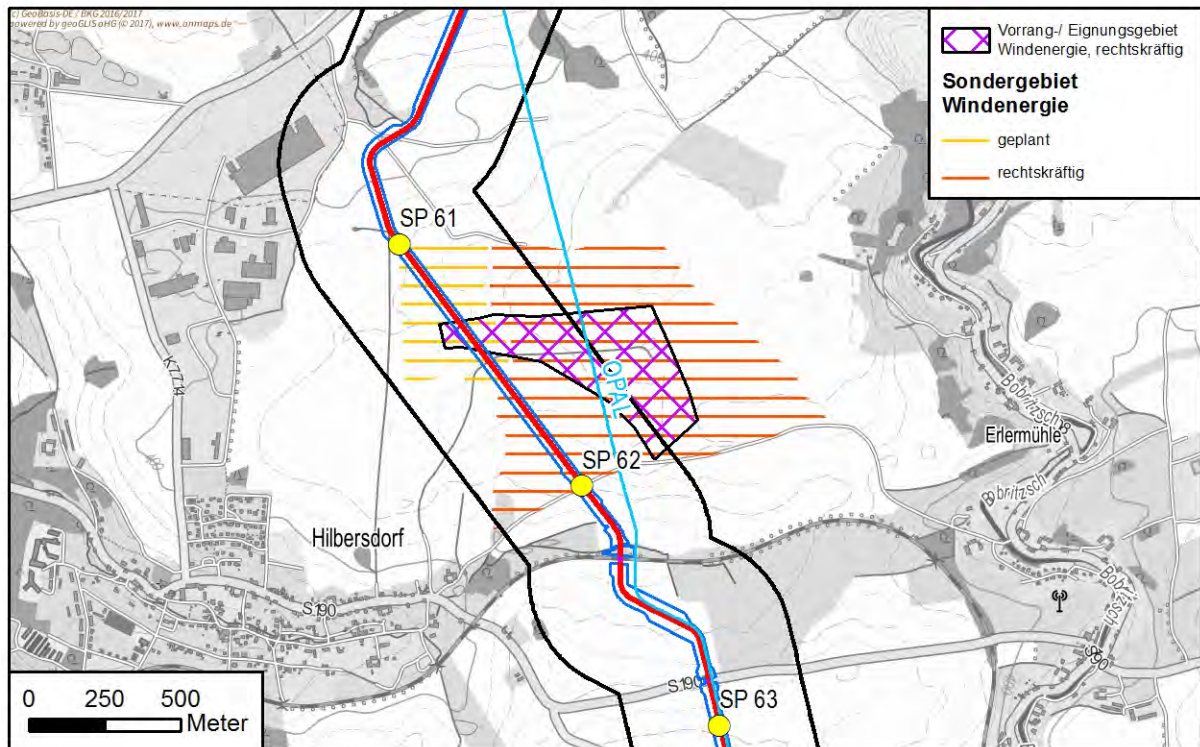 (c) GeoBasis-DE / BKG 2016/2017
powered by geoGLIS oHG (© 2017), www.onmaps.de
Vorrang-/ Eignungsgebiet
Windenergie, rechtskräftig
Sondergebiet
Windenergie
geplant
rechtskräftig
400
SP 61
K7714
OPAL
Bobritzsch
Erlermühle
SP 62
Bobritzsch
Hilbersdorf
Bobritzsch
S190
S190
S190
SP 63
0 250 500
Meter